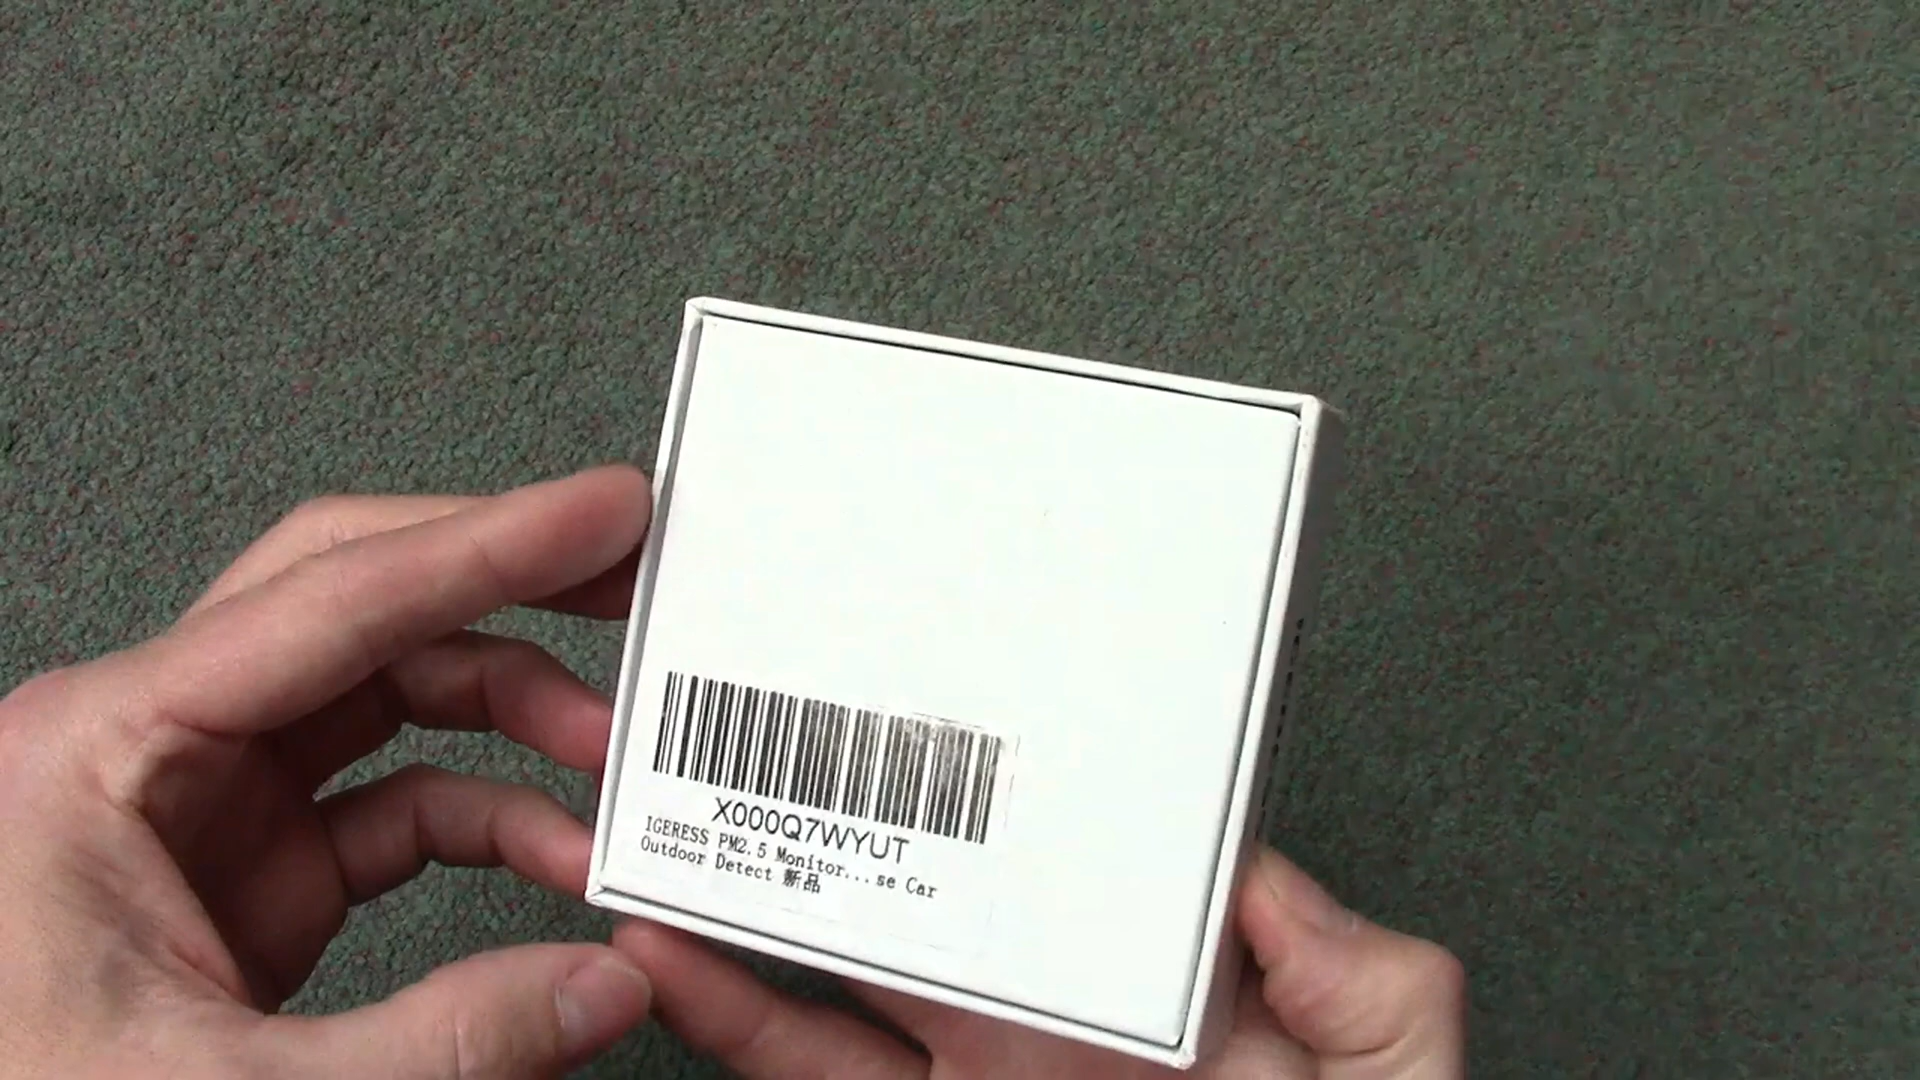 X000Q7WYUT
IGERESS PM2.5 Monitor...se Car
Outdoor Detect 新品